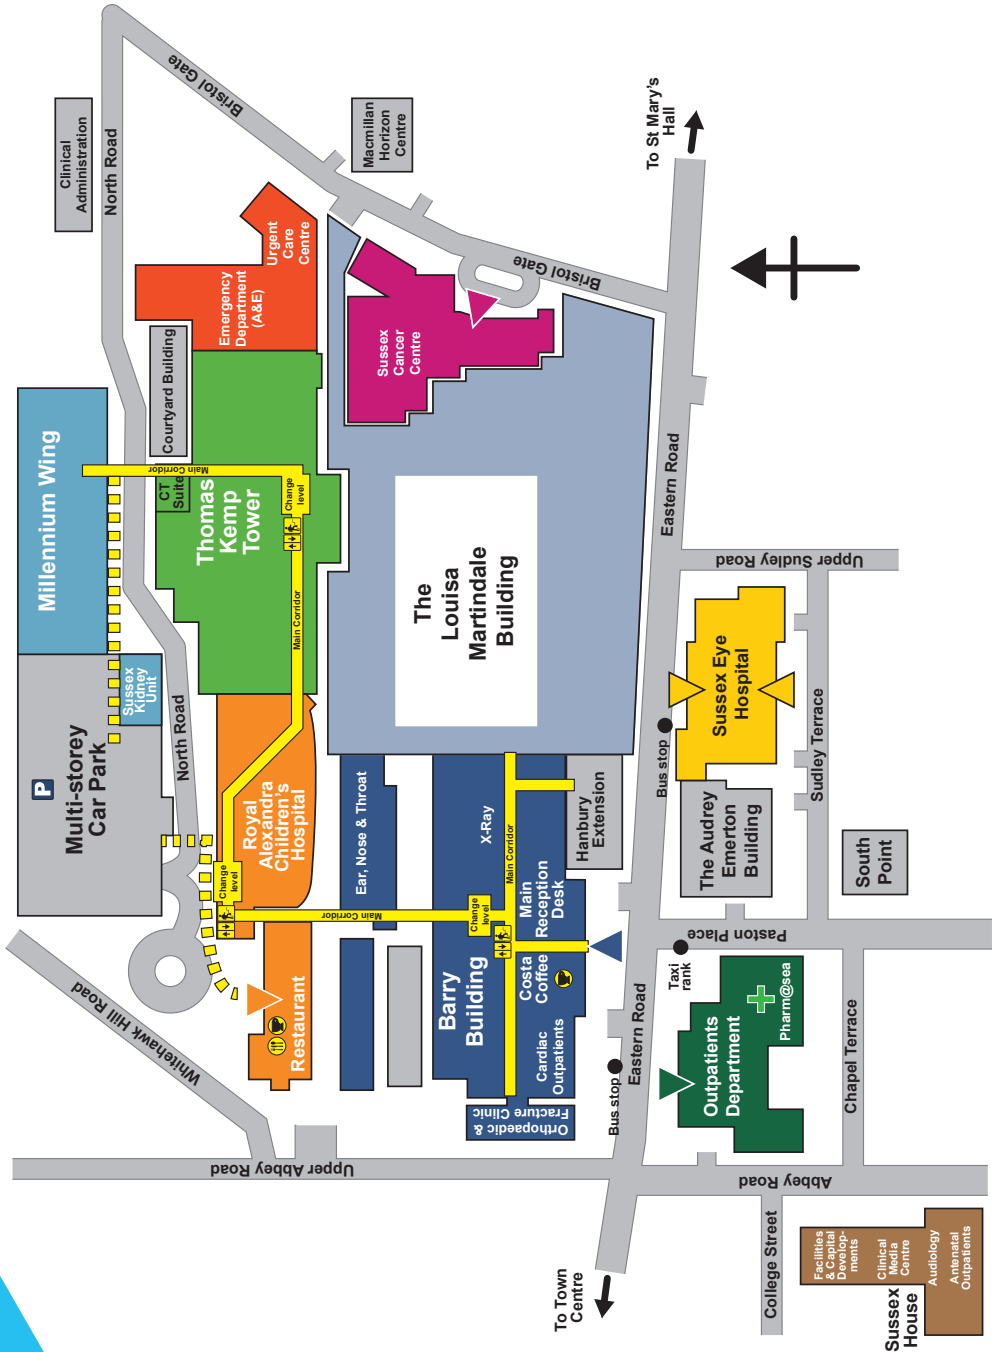 Clinical
Administration
North Road
Bristol Gate
Macmillan
Horizon
Centre
To St Mary's
Hall
Urgent
Care
Centre
Emergency
Department
(A&E)
Courtyard Building
Sussex
Cancer
Centre
Bristol Gate
Millennium Wing
Main Corridor
CT
Suite
Thomas
Kemp
Tower
Change
level
Main Corridor
The
Louisa
Martindale
Building
Eastern Road
Upper Sudley Road
Sussex
Kidney
Unit
North Road
P
Multi-storey
Car Park
Royal
Alexandra
Children's
Hospital
Change
level
Ear, Nose & Throat
Main Corridor
X-Ray
Main Corridor
Hanbury
Extension
Change
level
Main
Reception
Desk
Bus stop
Sussex Eye
Hospital
Sudley Terrace
The Audrey
Emerton
Building
South
Point
Paston Place
Taxi
rank
Whitehawk Hill Road
Restaurant
Barry
Building
Costa
Coffee
Cardiac
Outpatients
Orthopaedic &
Fracture Clinic
Bus stop
Eastern Road
Outpatients
Department
Pharm@sea
Chapel Terrace
Upper Abbey Road
Abbey Road
To Town
Centre
College Street
Facilities
& Capital
Develop-
ments
Clinical
Media
Centre
Audiology
Antenatal
Outpatients
Sussex
House